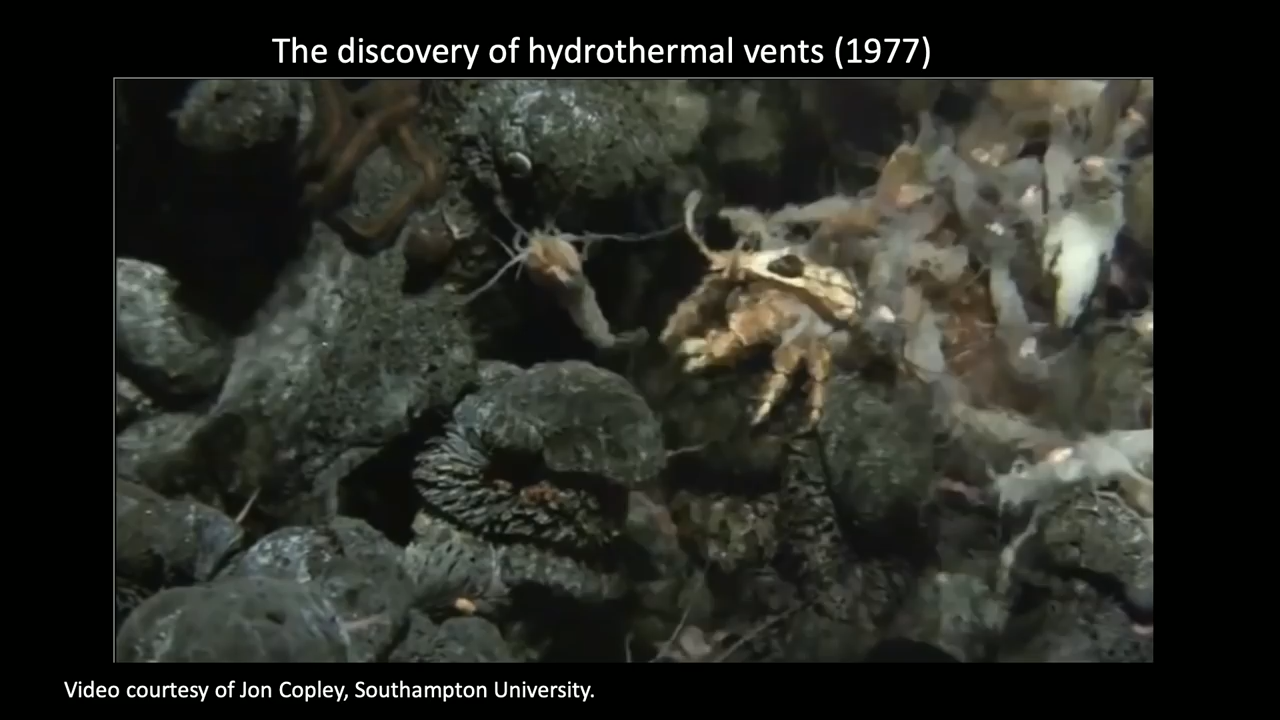 The discovery of hydrothermal vents (1977)
Video courtesy of Jon Copley, Southampton University.